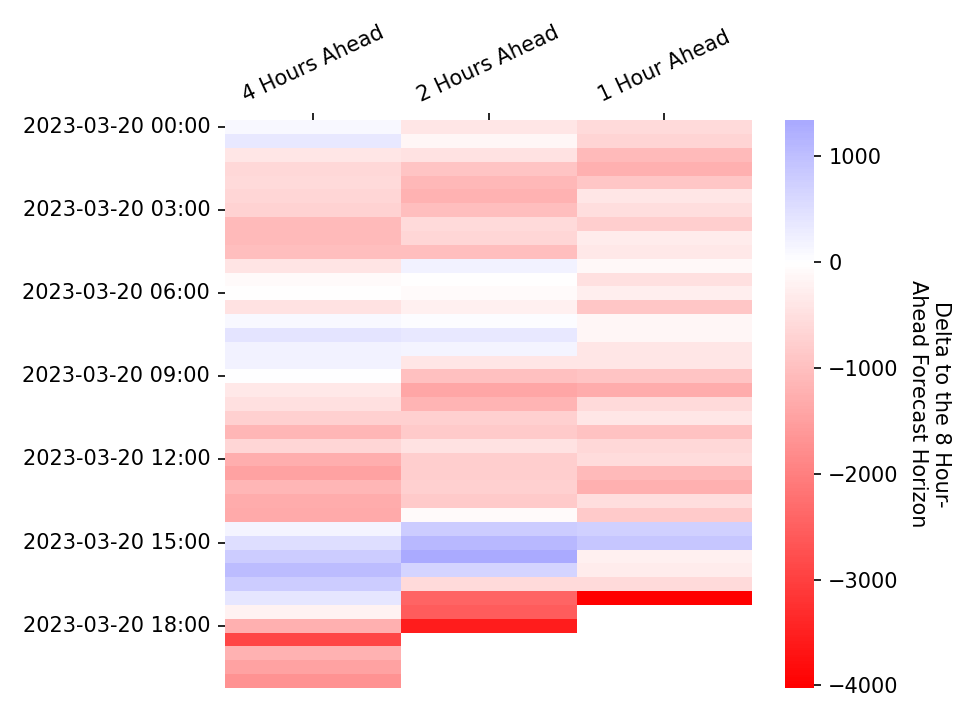 4 Hours Ahead
2 Hours Ahead
1 Hour Ahead
2023-03-20 00:00
2023-03-20 03:00
2023-03-20 06:00
2023-03-20 09:00
2023-03-20 12:00
2023-03-20 15:00
2023-03-20 18:00
1000
0
−1000
−2000
−3000
−4000
Delta to the 8 Hour-
Ahead Forecast Horizon